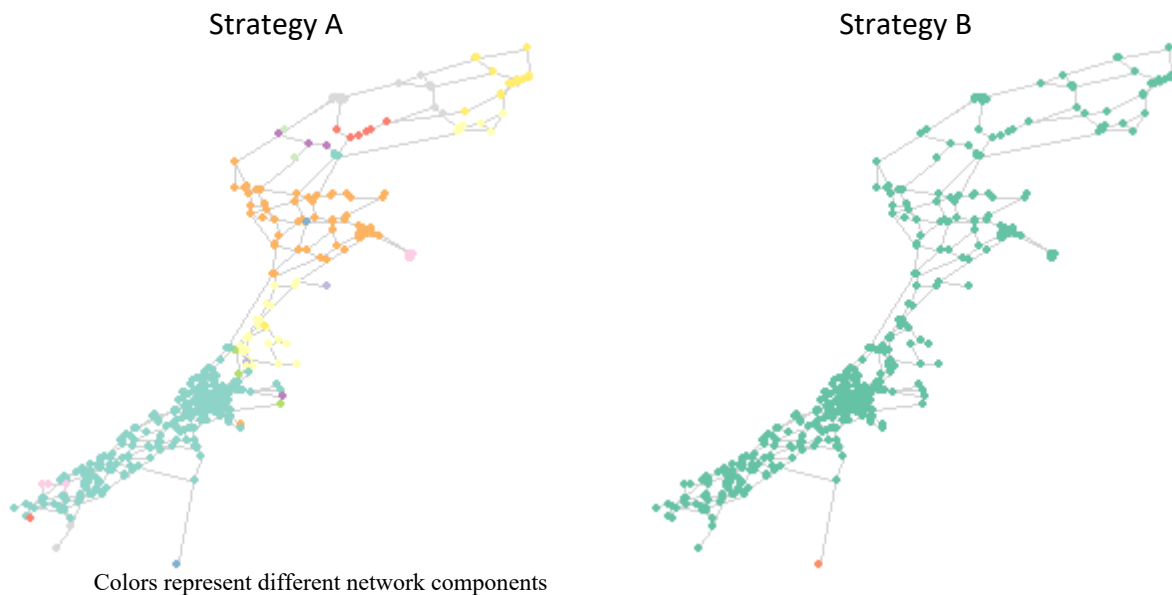 Strategy A
Strategy B
Colors represent different network components